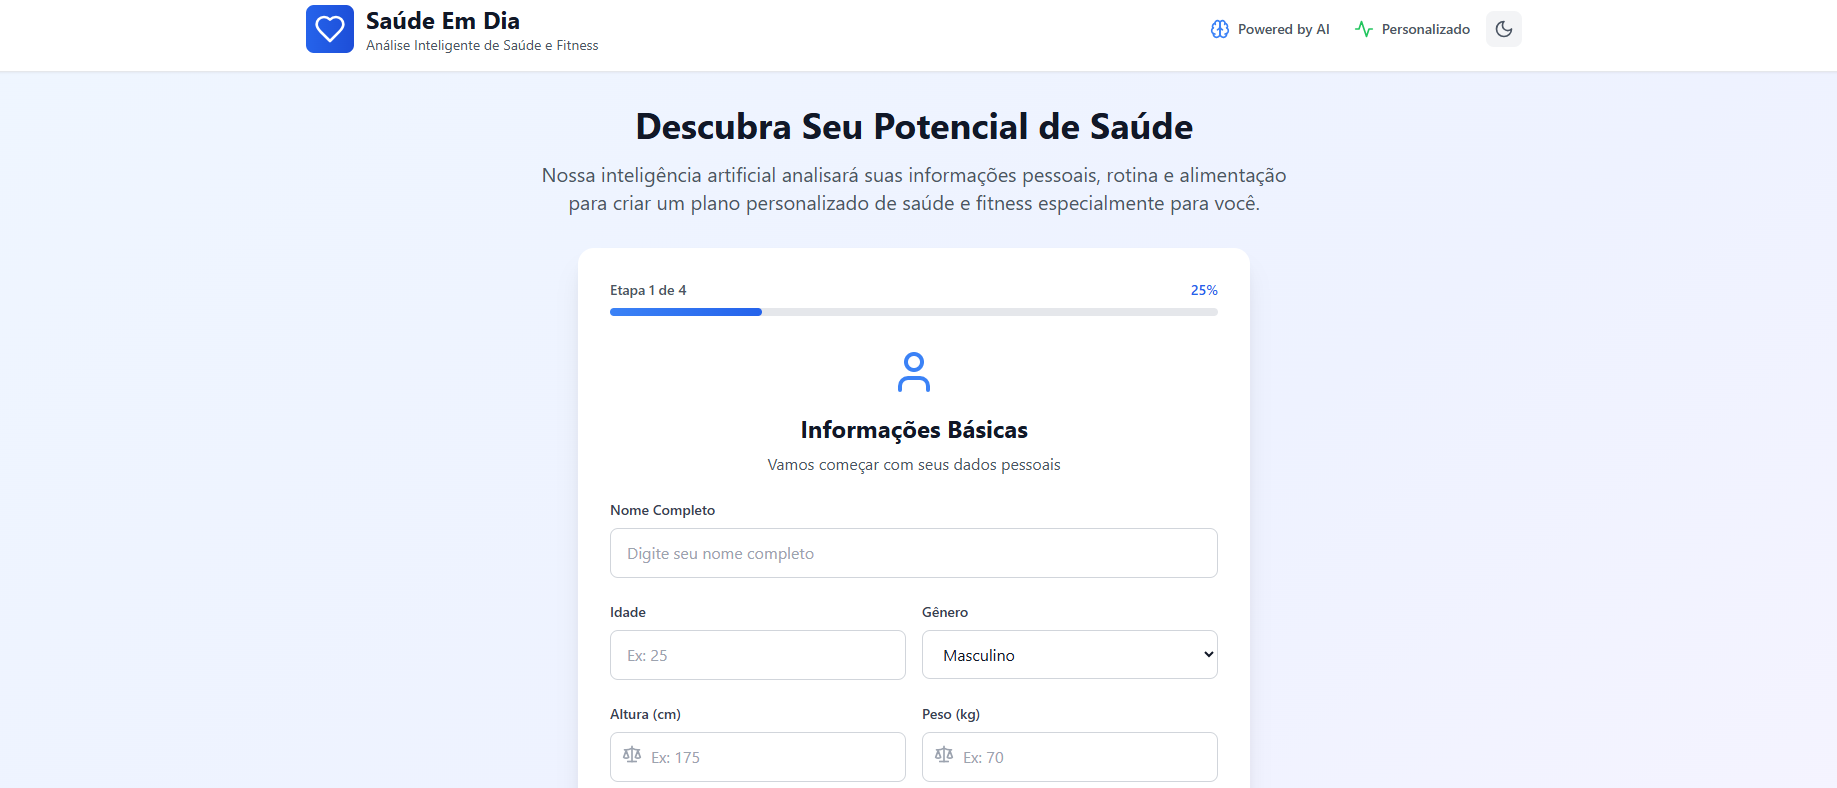 Saúde Em Dia
Análise Inteligente de Saúde e Fitness
Powered by AI
Personalizado
Descubra Seu Potencial de Saúde
Nossa inteligência artificial analisará suas informações pessoais, rotina e alimentação
para criar um plano personalizado de saúde e fitness especialmente para você.
Etapa 1 de 4
25%
Informações Básicas
Vamos começar com seus dados pessoais
Nome Completo
Digite seu nome completo
Idade
Gênero
Ex: 25
Masculino
Altura (cm)
Peso (kg)
Ex: 175
Ex: 70